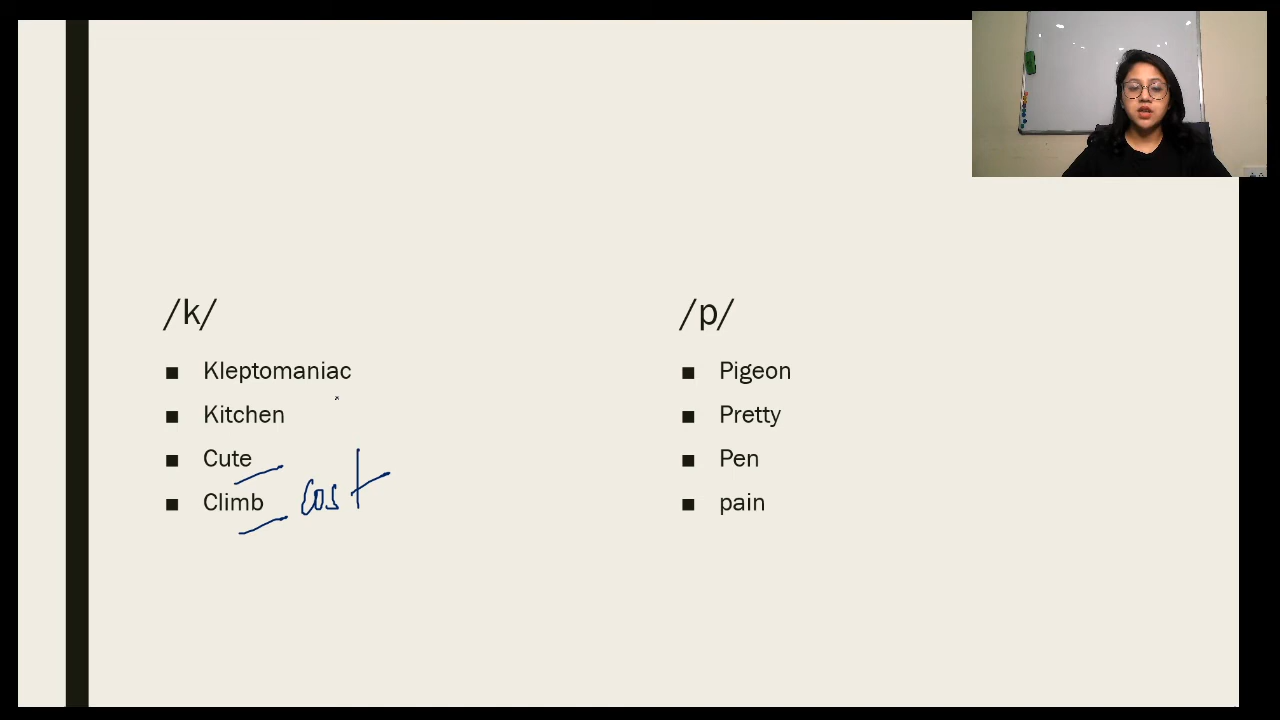 /k/
Kleptomaniac
Kitchen
Cute
Climb
cost
/p/
Pigeon
Pretty
Pen
pain